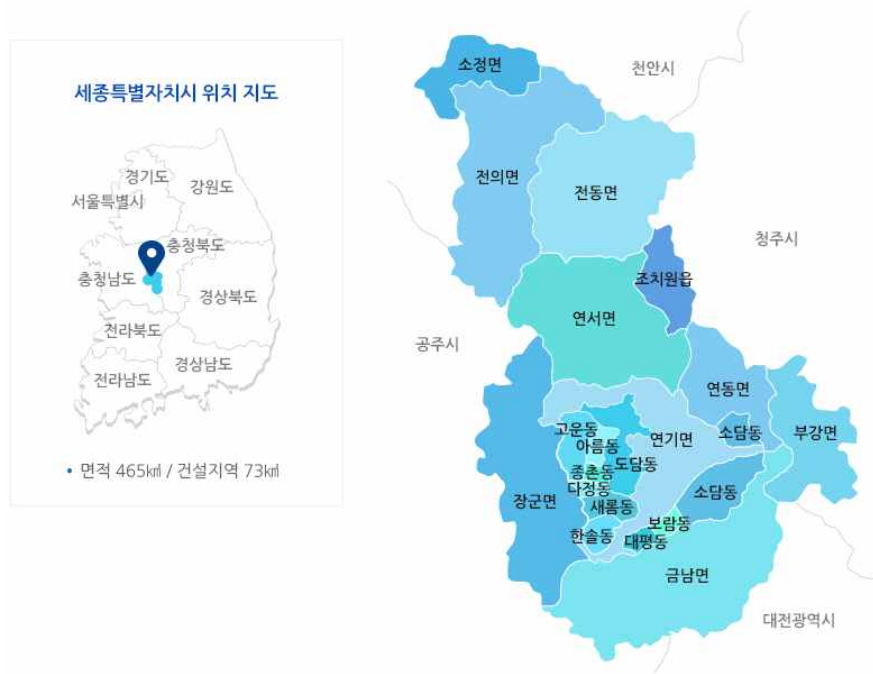 세종특별자치시 위치 지도
경기도
강원도
서울특별시
충청북도
충청남도
경상북도
전라북도
경상남도
전라남도
• 면적 465㎢ / 건설지역 73㎢
소정면
천안시
전의면
전동면
청주시
조치원읍
연서면
공주시
연동면
고운동
연기면
소담동
부강면
아름동
도담동
종촌동
다정동
소담동
장군면
새롬동
보람동
한솔동
대평동
금남면
대전광역시